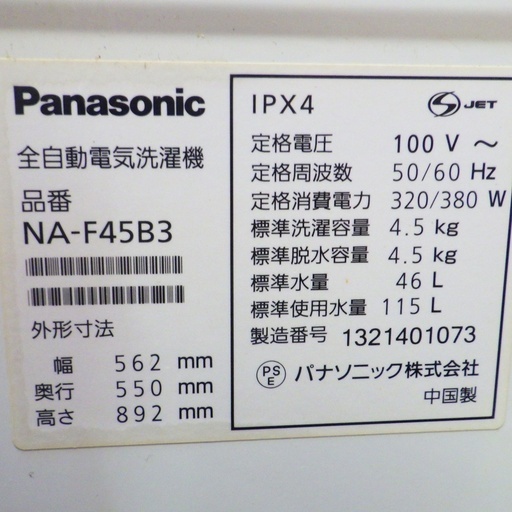 Panasonic
全自動電気洗濯機
品番
NA-F45B3
外形寸法
幅 562 mm
奥行 550 mm
高さ 892 mm
IPX4
S JET
定格電圧 100 V ～
定格周波数 50/60 Hz
定格消費電力 320/380 W
標準洗濯容量 4.5 kg
標準脱水容量 4.5 kg
標準水量 46 L
標準使用水量 115 L
製造番号 1321401073
PS E パナソニック株式会社
中国製